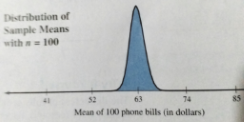 Distribution of
Sample Means
with n = 100
41 52 63 74 85
Mean of 100 phone bills (in dollars)